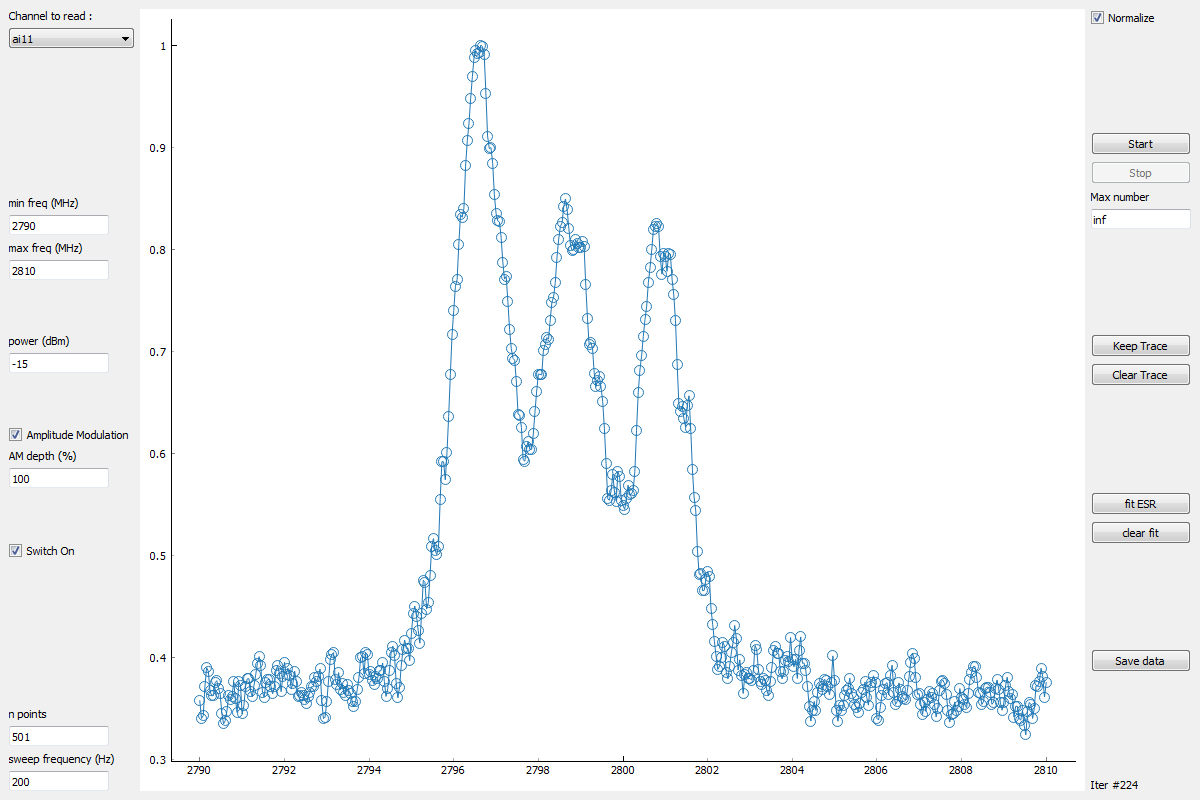 Channel to read :
ai11
min freq (MHz)
2790
max freq (MHz)
2810
power (dBm)
-15
Amplitude Modulation
AM depth (%)
100
Switch On
n points
501
sweep frequency (Hz)
200
1
0.9
0.8
0.7
0.6
0.5
0.4
0.3
2790 2792 2794 2796 2798 2800 2802 2804 2806 2808 2810
Normalize
Start
Stop
Max number
inf
Keep Trace
Clear Trace
fit ESR
clear fit
Save data
Iter #224